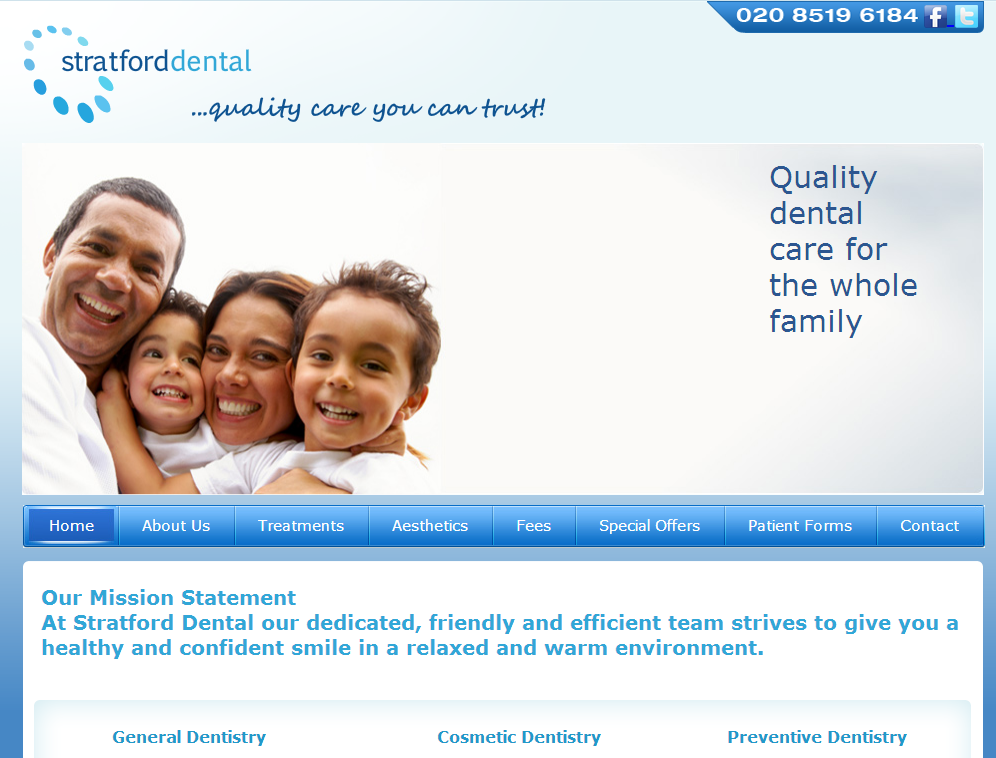 020 8519 6184
stratforddental
...quality care you can trust!
Quality
dental
care for
the whole
family
Home About Us Treatments Aesthetics Fees Special Offers Patient Forms Contact
Our Mission Statement
At Stratford Dental our dedicated, friendly and efficient team strives to give you a
healthy and confident smile in a relaxed and warm environment.
General Dentistry Cosmetic Dentistry Preventive Dentistry